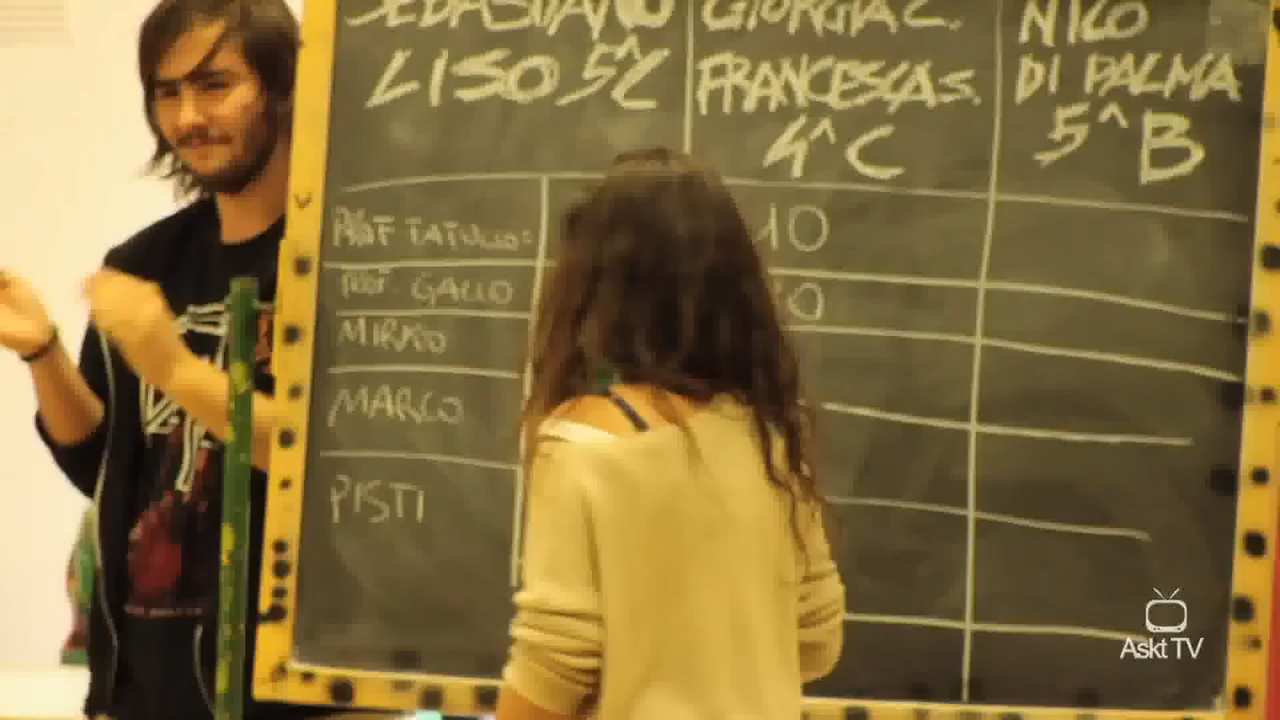 SEBASTIANO
LISO 5^C
GIORGIA C.
FRANCESCA S.
4^ C
NICO
DI PALMA
5^ B
PROF TATULLO:
10
PROF. GALLO
MIRKO
MARCO
PISTI
Askt TV